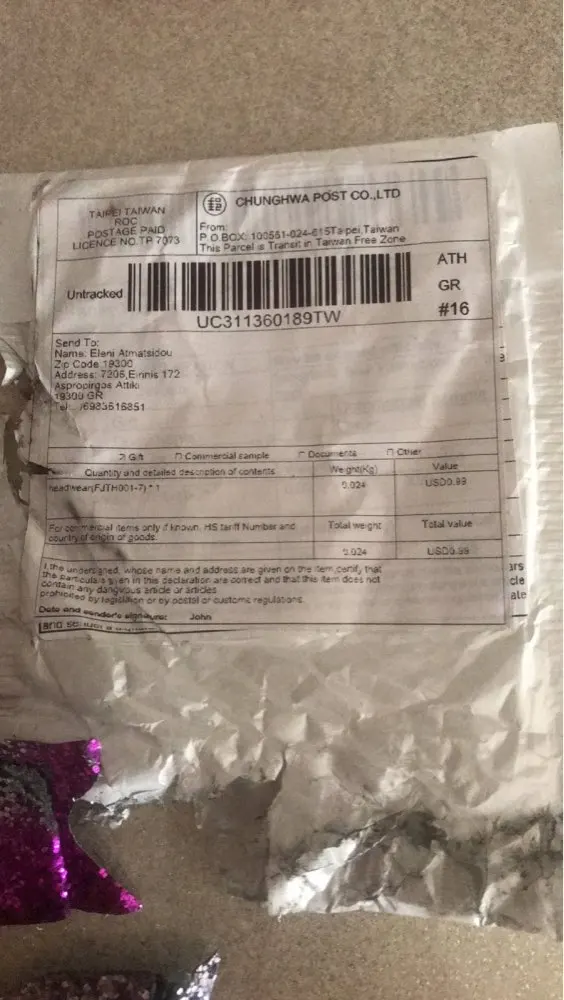 TAIPEI TAIWAN
ROC
POSTAGE PAID
LICENCE NO.TP 7073
CHUNGHWA POST CO.,LTD
From:
P.O.BOX: 100551-024-615Taipei,Taiwan
This Parcel is Transit in Taiwan Free Zone
Untracked
UC311360189TW
ATH
GR
#16
Send To:
Name: Eleni Atmatsidou
Zip Code 19300
Address: 7206,Einnis 172
Aspropirgos Attiki
19300 GR
Tel: /6983616851
Gift Commercial sample Documents Other
Quantity and detailed description of contents Weight(Kg) Value
headwear(FJTH001-7) * 1 0.024 USD0.99
For commercial items only if known, HS tariff Number and
country of origin of goods.
Total weight Total value
0.024 USD0.99
I,the undersigned, whose name and address are given on the item,certify, that
the particulars given in this declaration are correct and that this item does not
contain any dangerous article or articles
prohibited by legislation or by postal or customs regulations.
Date and sender's signature: John